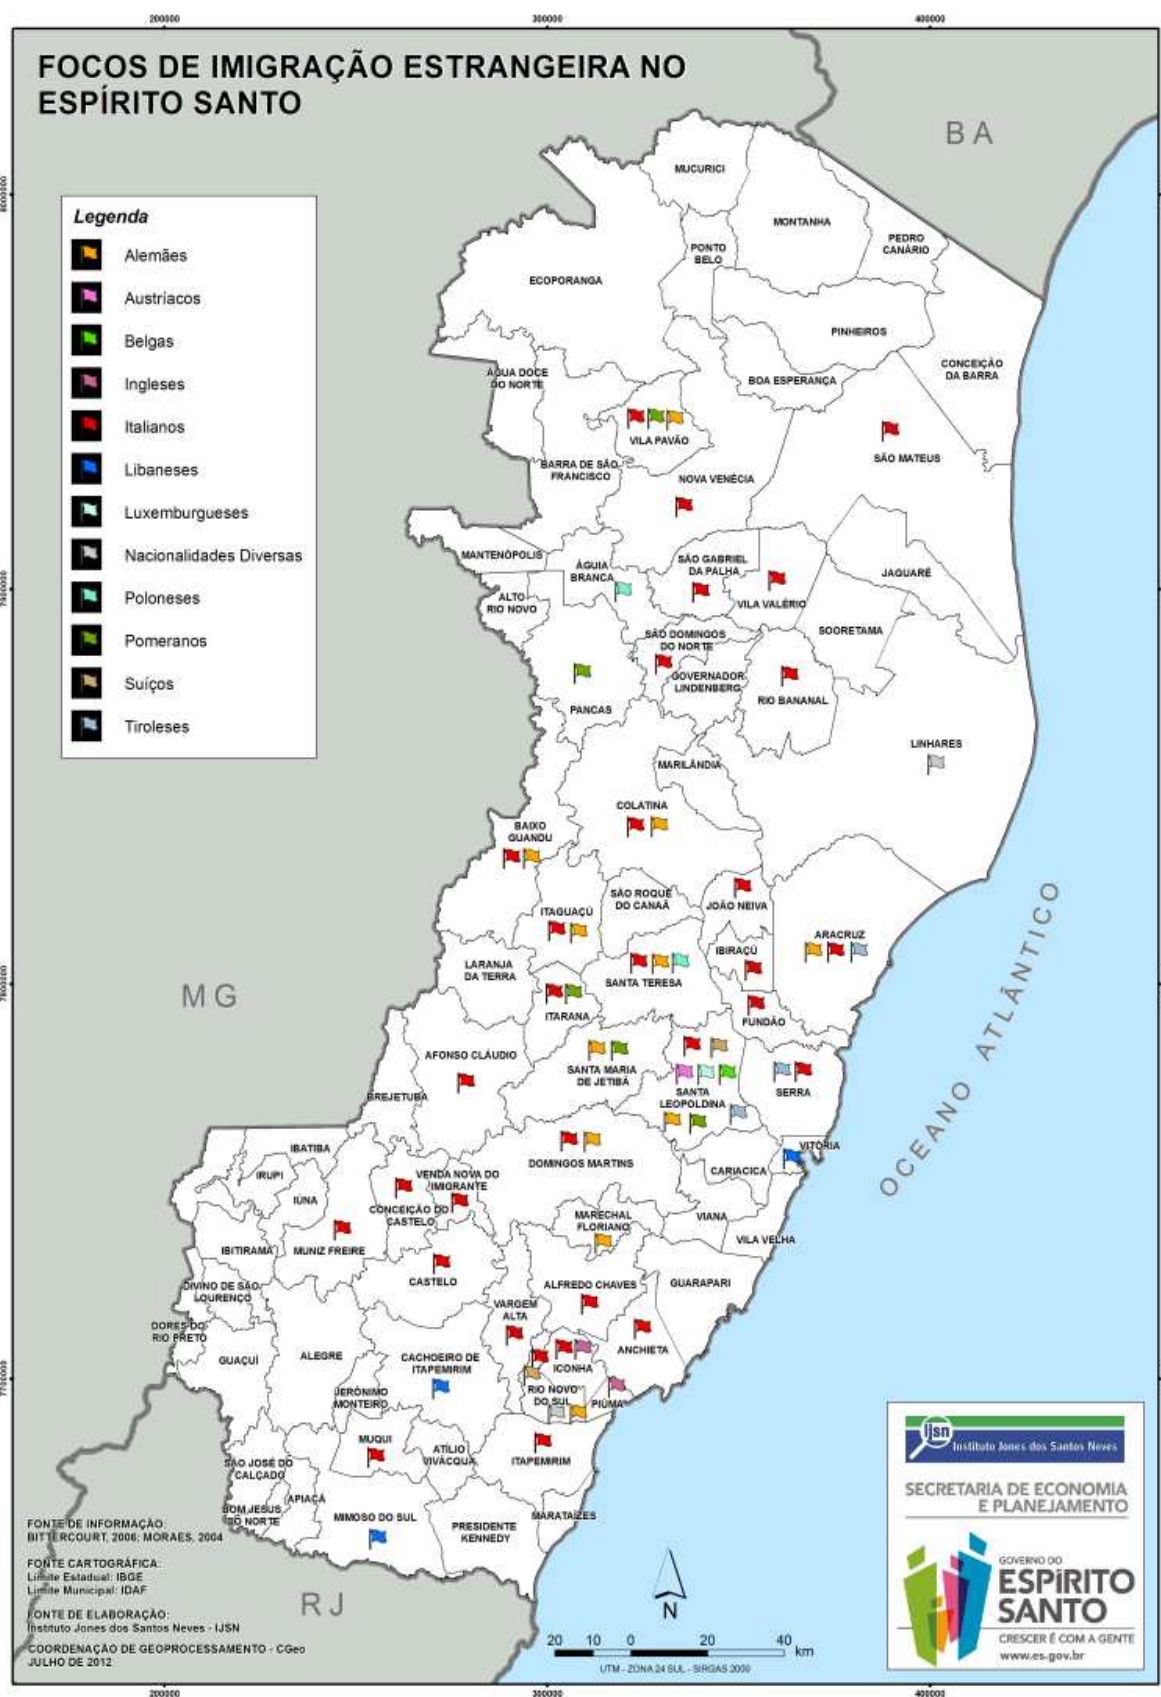 200000
300000
400000
FOCOS DE IMIGRAÇÃO ESTRANGEIRA NO
ESPÍRITO SANTO
BA
8000000
7900000
7800000
7700000
Legenda
Alemães
Austríacos
Belgas
Ingleses
Italianos
Libaneses
Luxemburgueses
Nacionalidades Diversas
Poloneses
Pomeranos
Suíços
Tiroleses
MUCURICI
MONTANHA
PEDRO
CANÁRIO
PONTO
BELO
ECOPORANGA
PINHEIROS
CONCEIÇÃO
DA BARRA
ÁGUA DOCE
DO NORTE
BOA ESPERANÇA
VILA PAVÃO
SÃO MATEUS
BARRA DE SÃO
FRANCISCO
NOVA VENÉCIA
MANTENÓPOLIS
ÁGUIA
BRANCA
SÃO GABRIEL
DA PALHA
JAGUARÉ
ALTO
RIO NOVO
VILA VALÉRIO
SÃO DOMINGOS
DO NORTE
SOORETAMA
GOVERNADOR
LINDENBERG
RIO BANANAL
PANCAS
LINHARES
MARILÂNDIA
COLATINA
BAIXO
GUANDU
SÃO ROQUE
DO CANAÃ
JOÃO NEIVA
ITAGUAÇÚ
ARACRUZ
IBIRAÇÚ
LARANJA
DA TERRA
SANTA TERESA
ITARANA
FUNDÃO
MG
OCEANO ATLÂNTICO
AFONSO CLÁUDIO
SANTA MARIA
DE JETIBÁ
SANTA
LEOPOLDINA
SERRA
BREJETUBA
VITÓRIA
IBATIBA
IRUPI
VENDA NOVA DO
IMIGRANTE
DOMINGOS MARTINS
CARIACICA
IÚNA
CONCEIÇÃO DO
CASTELO
MARECHAL
FLORIANO
VIANA
IBITIRAMA
MUNIZ FREIRE
VILA VELHA
CASTELO
ALFREDO CHAVES
GUARAPARI
DIVINO DE SÃO
LOURENÇO
VARGEM
ALTA
DORES DO
RIO PRETO
ANCHIETA
GUAÇUÍ
ALEGRE
CACHOEIRO DE
ITAPEMIRIM
ICONHA
JERÔNIMO
MONTEIRO
RIO NOVO
DO SUL
PIÚMA
MUQUI
ATÍLIO
VIVÁCQUA
ITAPEMIRIM
SÃO JOSÉ DO
CALÇADO
APIACÁ
BOM JESUS
DO NORTE
MIMOSO DO SUL
PRESIDENTE
KENNEDY
MARATAÍZES
FONTE DE INFORMAÇÃO:
BITTERCOURT, 2006; MORAES, 2004
FONTE CARTOGRÁFICA:
Limite Estadual: IBGE
Limite Municipal: IDAF
FONTE DE ELABORAÇÃO:
Instituto Jones dos Santos Neves - IJSN
COORDENAÇÃO DE GEOPROCESSAMENTO - CGeo
JULHO DE 2012
RJ
N
20 10 0 20 40
km
UTM - ZONA 24 SUL - SIRGAS 2000
ijsn
Instituto Jones dos Santos Neves
SECRETARIA DE ECONOMIA
E PLANEJAMENTO
GOVERNO DO
ESPÍRITO
SANTO
CRESCER É COM A GENTE
www.es.gov.br
200000
300000
400000